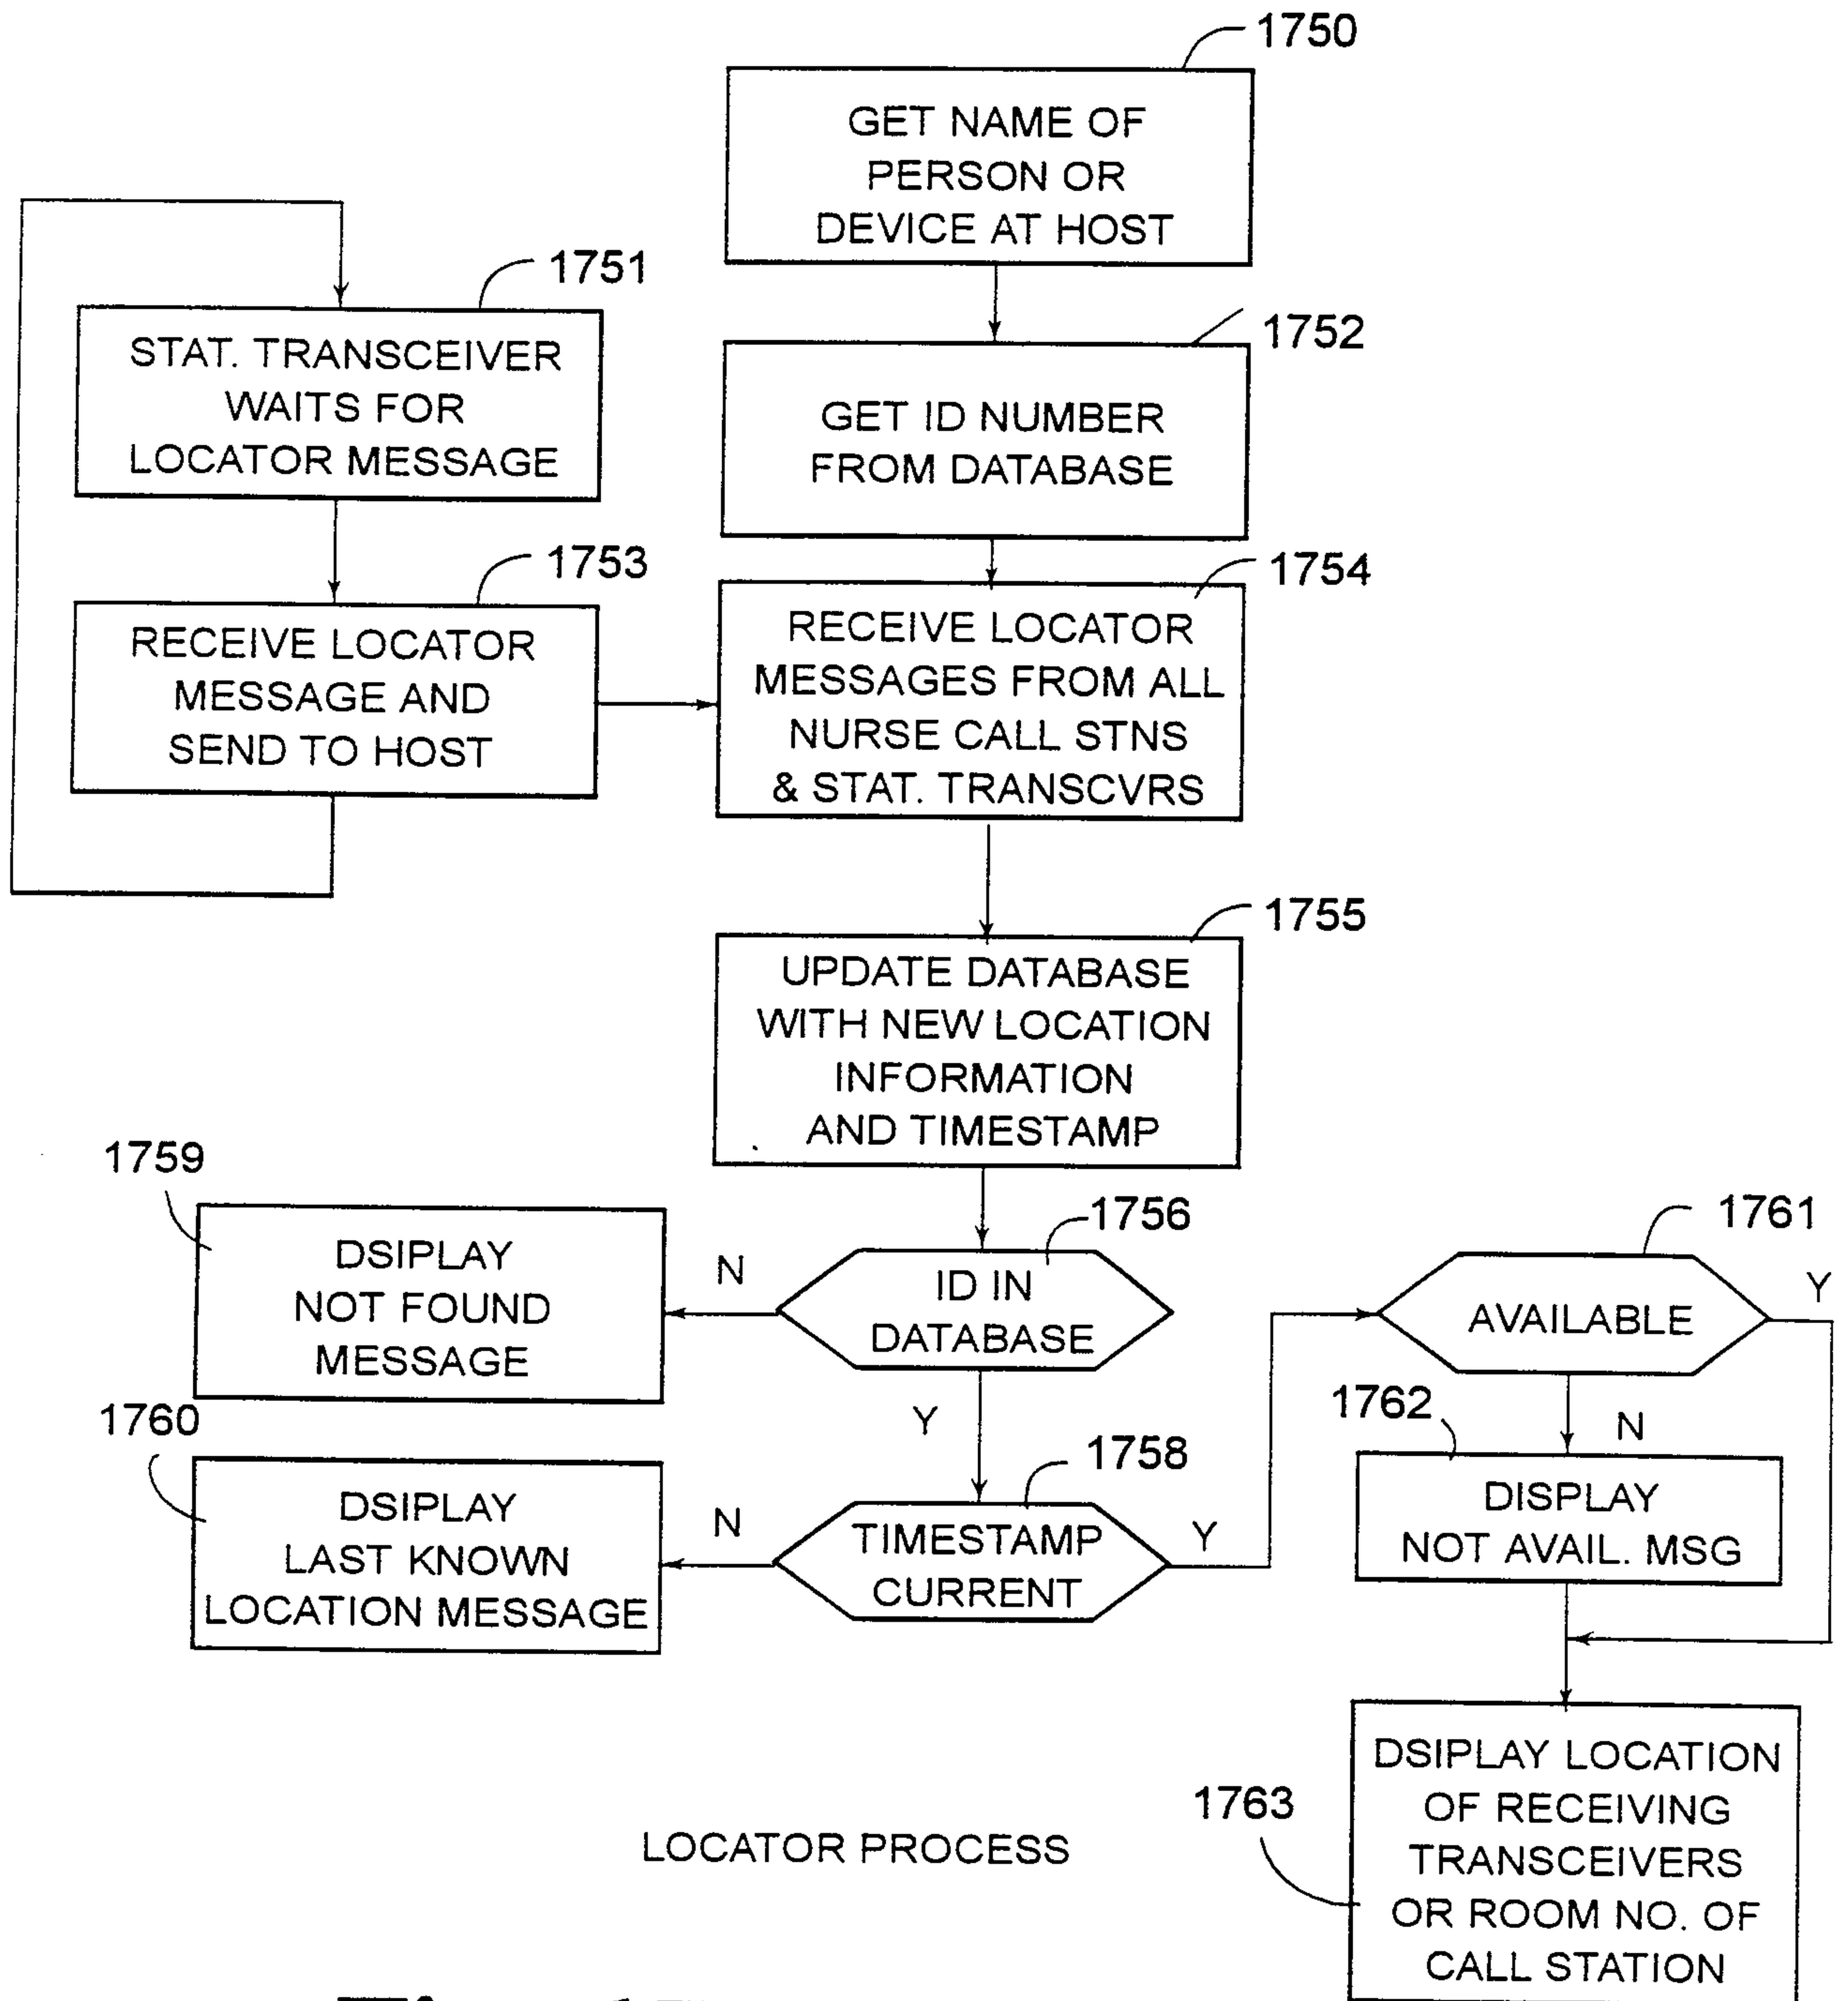 1750
GET NAME OF
PERSON OR
DEVICE AT HOST
1751
STAT. TRANSCEIVER
WAITS FOR
LOCATOR MESSAGE
1752
GET ID NUMBER
FROM DATABASE
1753
RECEIVE LOCATOR
MESSAGE AND
SEND TO HOST
1754
RECEIVE LOCATOR
MESSAGES FROM ALL
NURSE CALL STNS
& STAT. TRANSCVRS
1755
UPDATE DATABASE
WITH NEW LOCATION
INFORMATION
AND TIMESTAMP
1759
DSIPLAY
NOT FOUND
MESSAGE
N
1756
ID IN
DATABASE
Y
1761
AVAILABLE
Y
1760
DSIPLAY
LAST KNOWN
LOCATION MESSAGE
N
1758
TIMESTAMP
CURRENT
Y
1762
N
DISPLAY
NOT AVAIL. MSG
1763
DSIPLAY LOCATION
OF RECEIVING
TRANSCEIVERS
OR ROOM NO. OF
CALL STATION
LOCATOR PROCESS